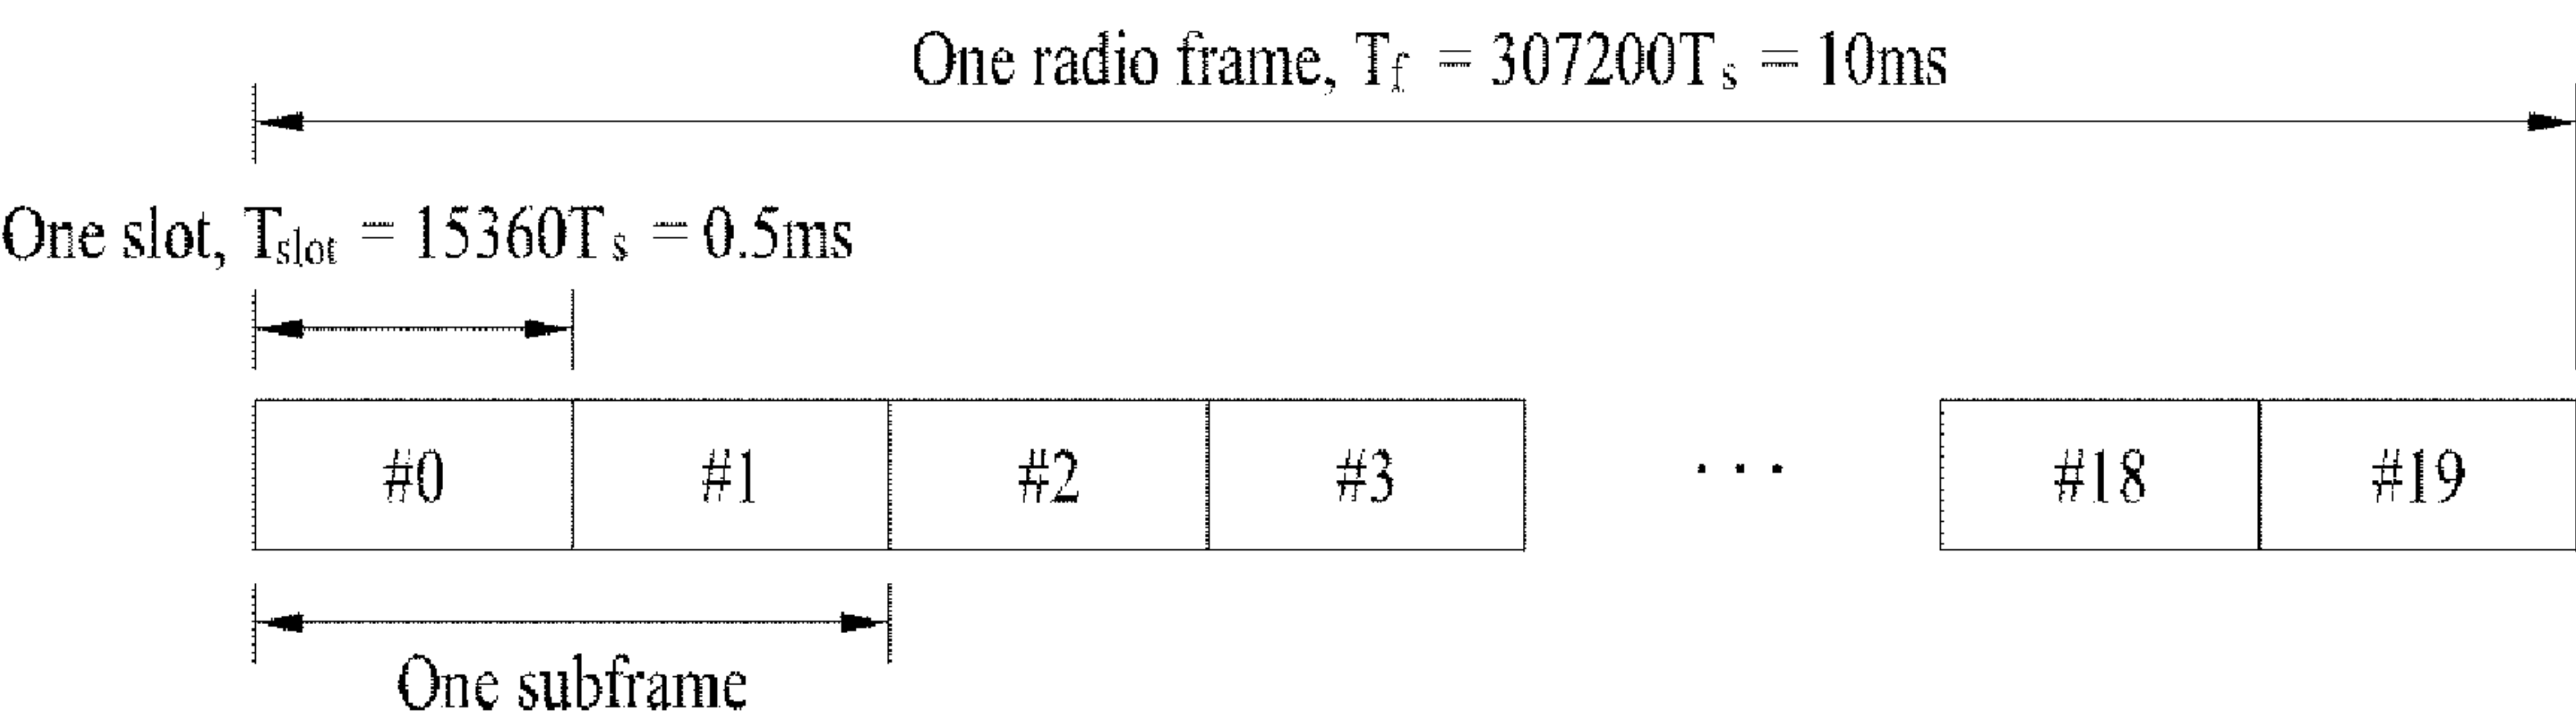 One radio frame, Tf = 307200Ts = 10ms
One slot, Tslot = 15360Ts = 0.5ms
#0 #1 #2 #3 ··· #18 #19
One subframe